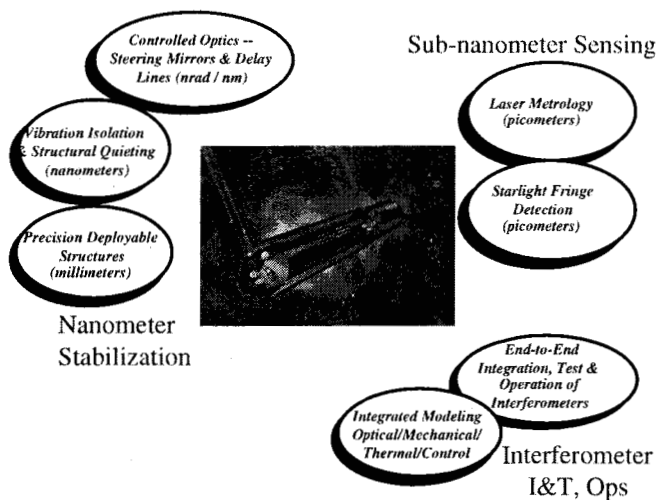 Controlled Optics --
Steering Mirrors & Delay
Lines (nrad / nm)
Vibration Isolation
& Structural Quieting
(nanometers)
Precision Deployable
Structures
(millimeters)
Nanometer
Stabilization
Sub-nanometer Sensing
Laser Metrology
(picometers)
Starlight Fringe
Detection
(picometers)
End-to-End
Integration, Test &
Operation of
Interferometers
Integrated Modeling
Optical/Mechanical/
Thermal/Control
Interferometer
I&T, Ops